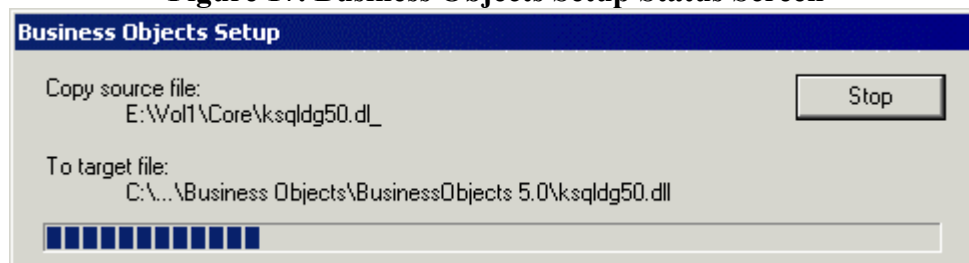 Figure 17: Business Objects Setup Status Screen
Business Objects Setup
Copy source file:
E:\Vol1\Core\ksqldg50.dl_
Stop
To target file:
C:\...\Business Objects\BusinessObjects 5.0\ksqldg50.dll